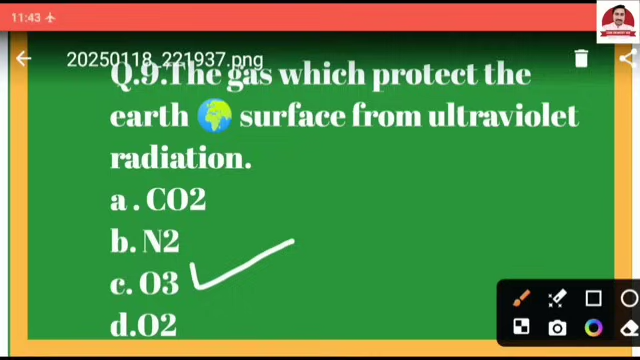 11:43
20250118_221937.png
Q.9.The gas which protect the
earth 🌍 surface from ultraviolet
radiation.
a . CO2
b. N2
c. O3
d.O2